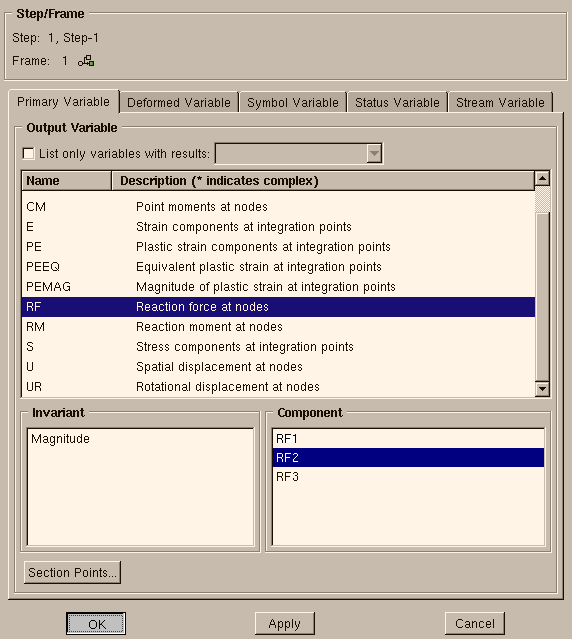 Step/Frame
Step: 1, Step-1
Frame: 1
Primary Variable Deformed Variable Symbol Variable Status Variable Stream Variable
Output Variable
List only variables with results:
Name Description (* indicates complex)
CM Point moments at nodes
E Strain components at integration points
PE Plastic strain components at integration points
PEEQ Equivalent plastic strain at integration points
PEMAG Magnitude of plastic strain at integration points
RF Reaction force at nodes
RM Reaction moment at nodes
S Stress components at integration points
U Spatial displacement at nodes
UR Rotational displacement at nodes
Invariant Component
Magnitude RF1
RF2
RF3
Section Points...
OK Apply Cancel